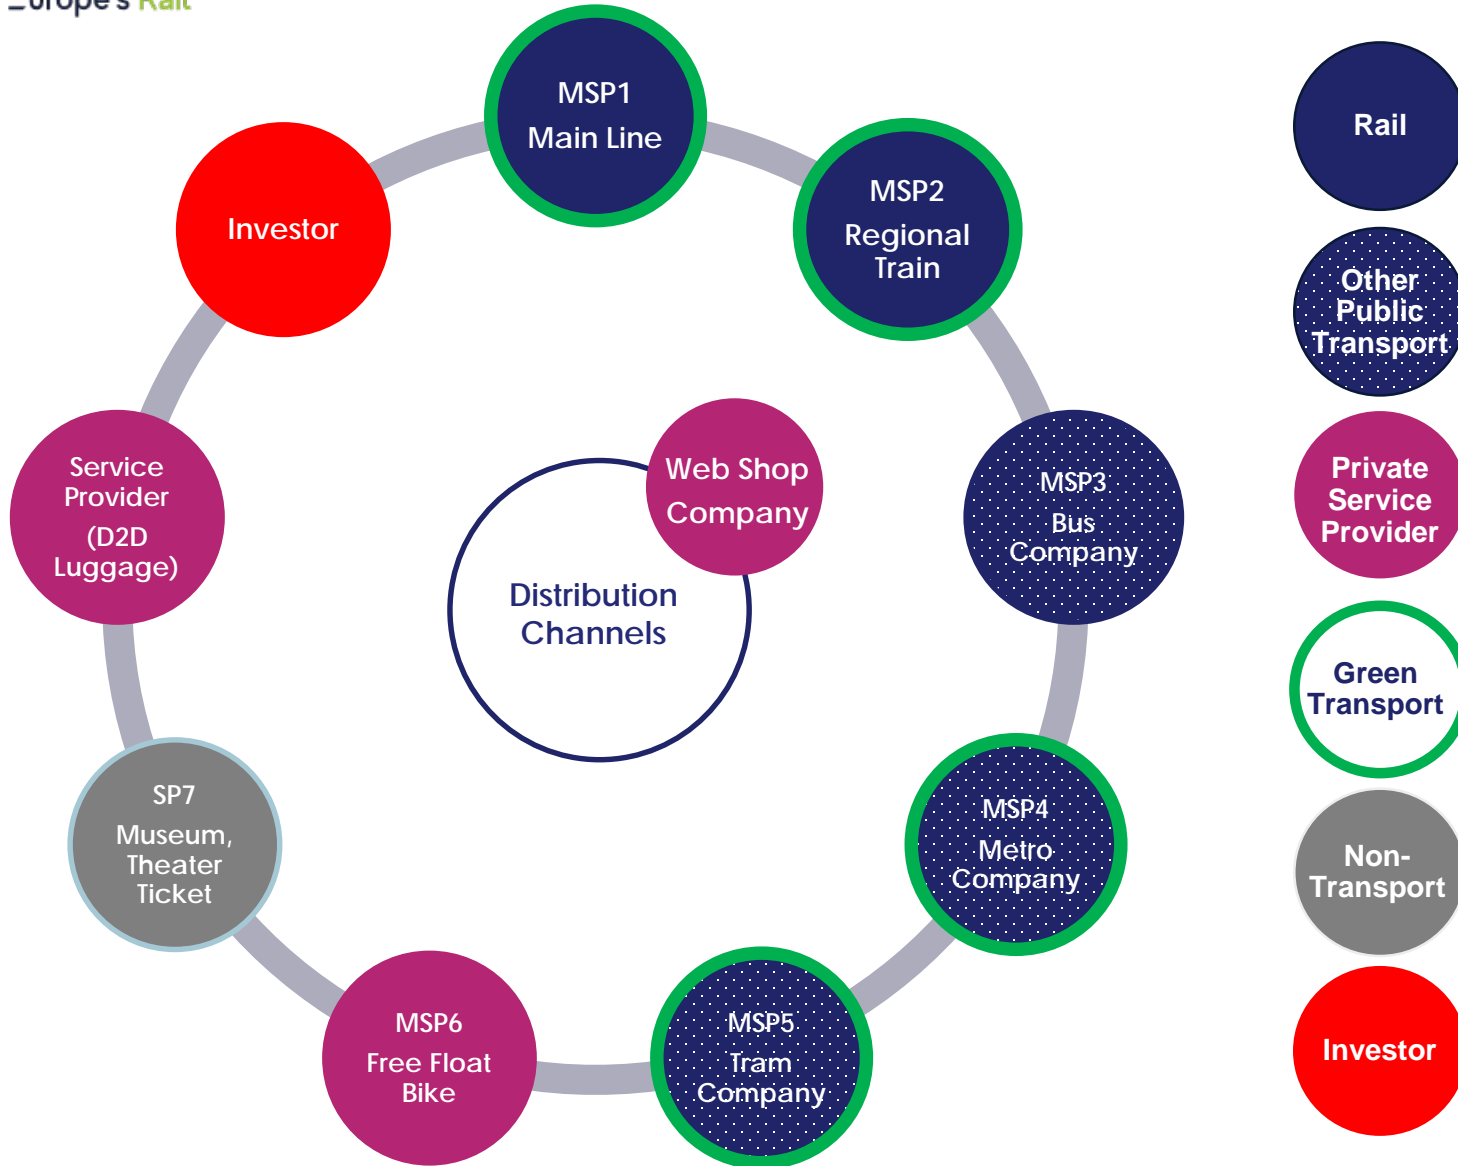 Europe's Rail
MSP1
Main Line
MSP2
Regional
Train
Investor
Service
Provider
(D2D
Luggage)
Web Shop
Company
Distribution
Channels
MSP3
Bus
Company
SP7
Museum,
Theater
Ticket
MSP4
Metro
Company
MSP6
Free Float
Bike
MSP5
Tram
Company
Rail
Other
Public
Transport
Private
Service
Provider
Green
Transport
Non-
Transport
Investor